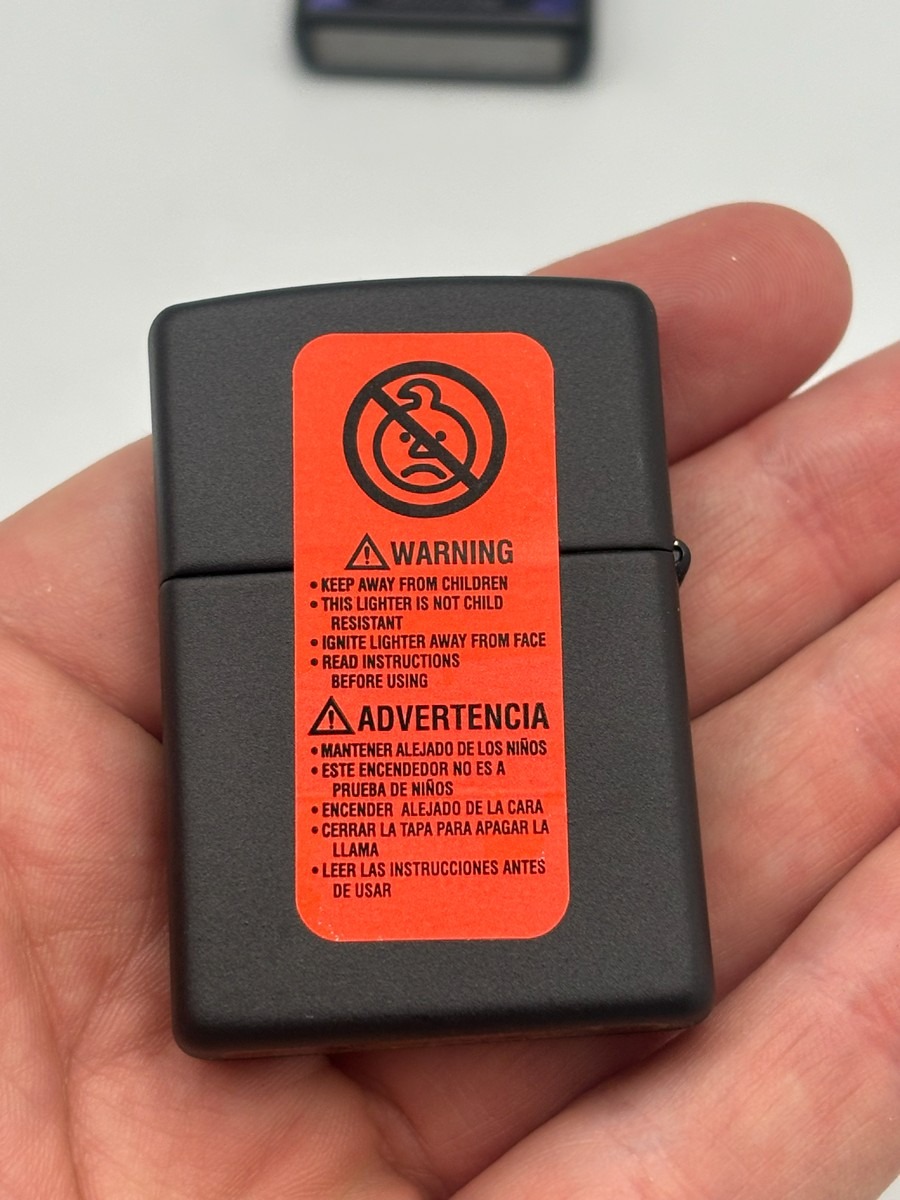 ⚠WARNING
• KEEP AWAY FROM CHILDREN
• THIS LIGHTER IS NOT CHILD
RESISTANT
• IGNITE LIGHTER AWAY FROM FACE
• READ INSTRUCTIONS
BEFORE USING
⚠ADVERTENCIA
• MANTENER ALEJADO DE LOS NIÑOS
• ESTE ENCENDEDOR NO ES A
PRUEBA DE NIÑOS
• ENCENDER ALEJADO DE LA CARA
• CERRAR LA TAPA PARA APAGAR LA
LLAMA
• LEER LAS INSTRUCCIONES ANTES
DE USAR